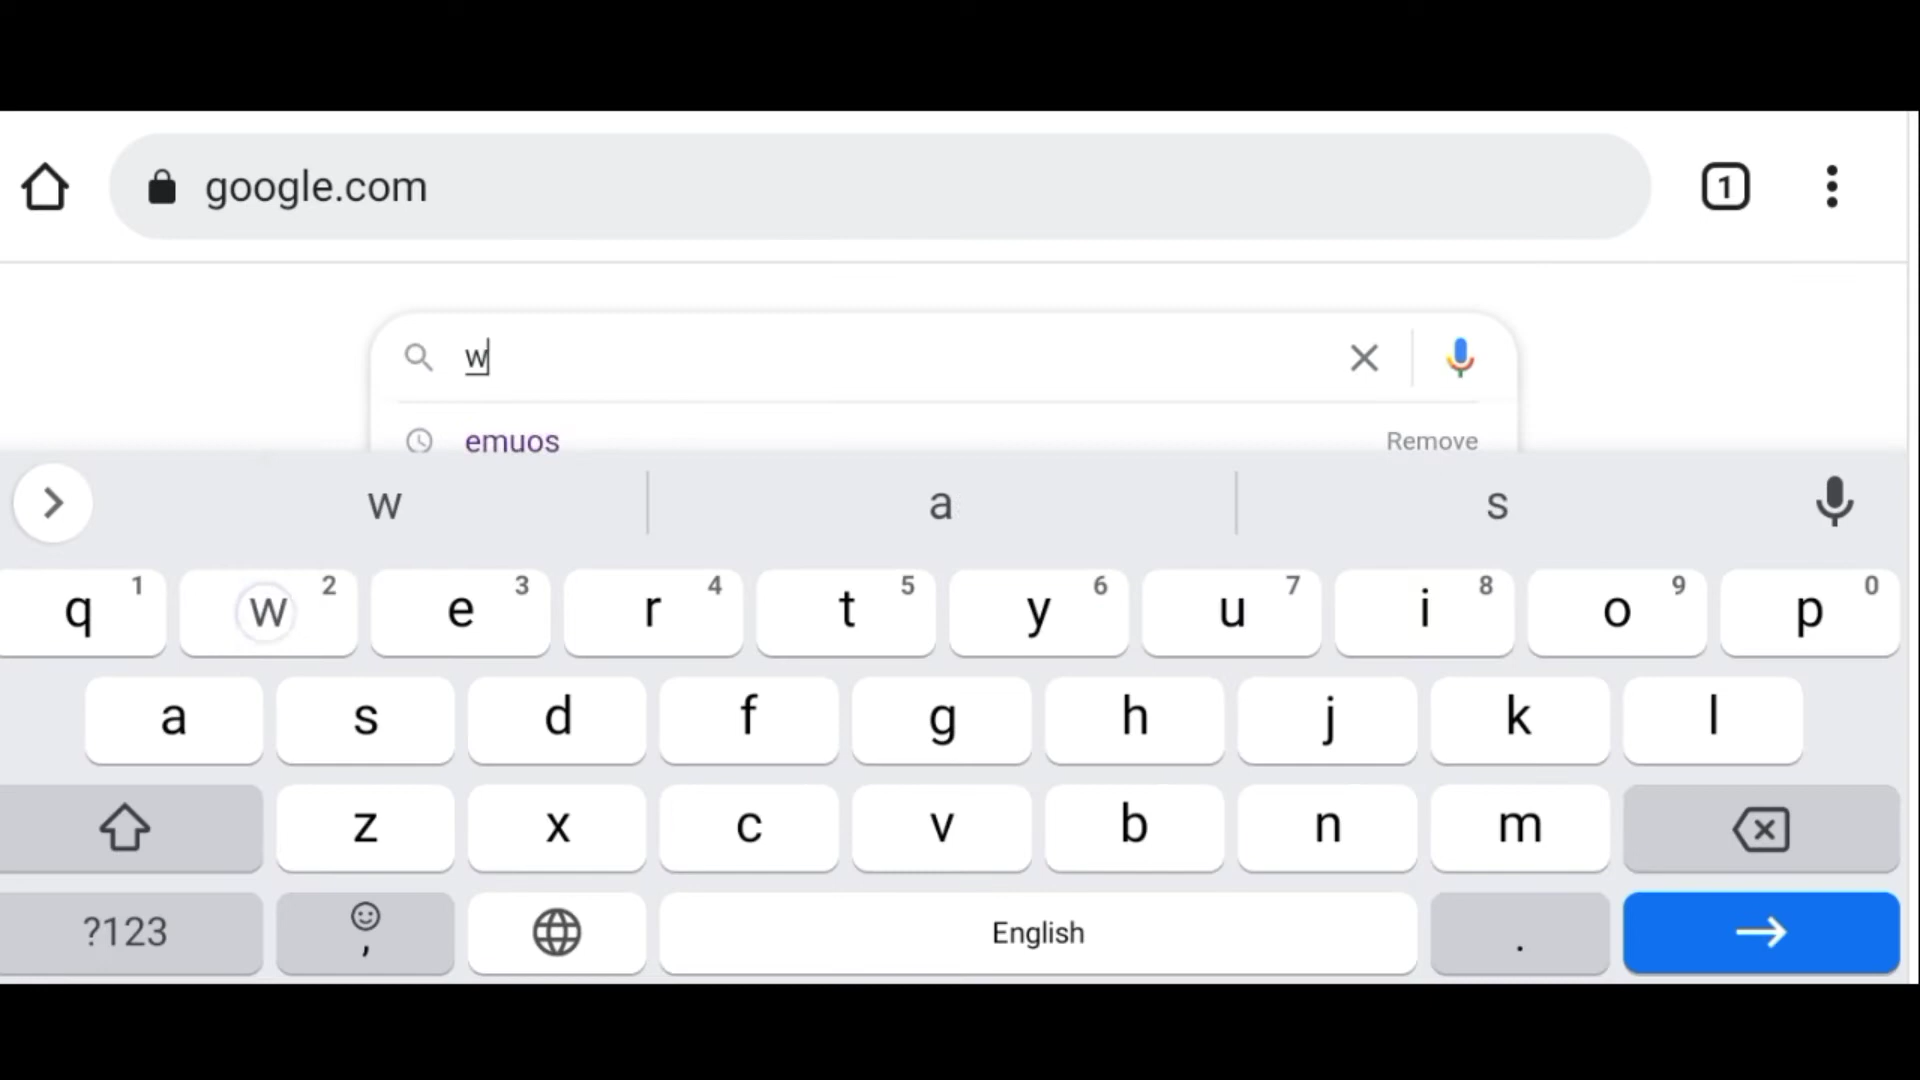 google.com 1
w
emuos Remove
w a s
q 1 w 2 e 3 r 4 t 5 y 6 u 7 i 8 o 9 p 0
a s d f g h j k l
z x c v b n m
?123 , English .